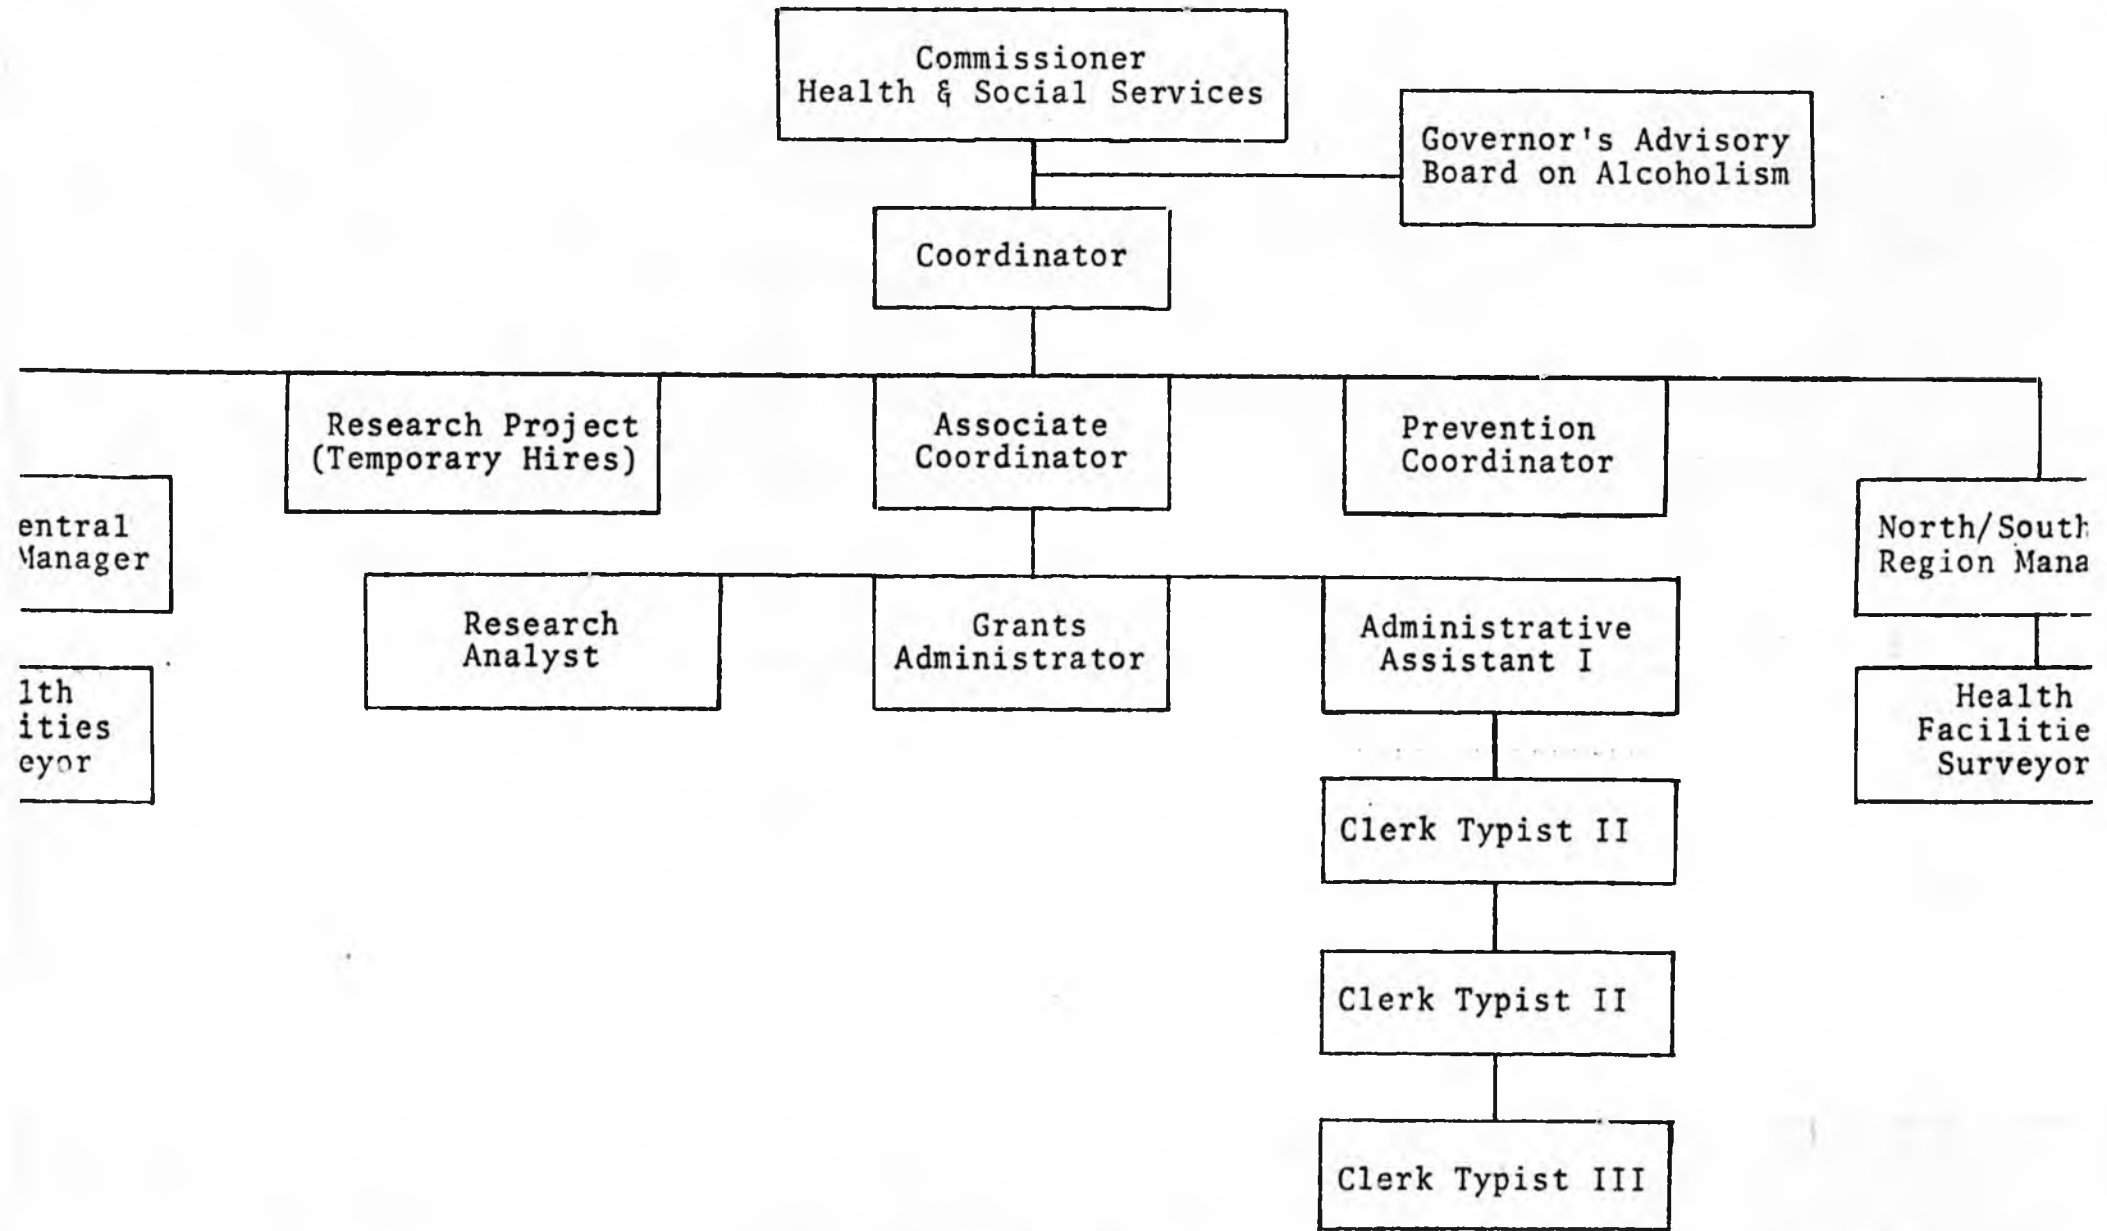 Commissioner
Health & Social Services
Governor's Advisory
Board on Alcoholism
Coordinator
Research Project
(Temporary Hires)
Associate
Coordinator
Prevention
Coordinator
entral
Manager
North/South
Region Mana
Research
Analyst
Grants
Administrator
Administrative
Assistant I
lth
ities
eyor
Health
Facilitie
Surveyor
Clerk Typist II
Clerk Typist II
Clerk Typist III